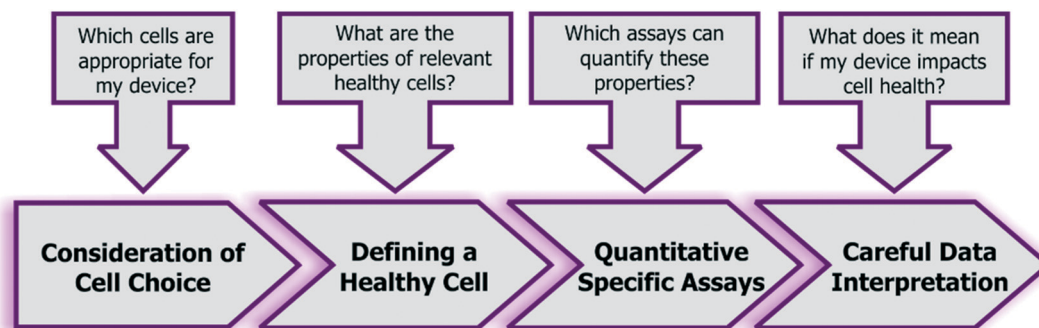 Which cells are
appropriate for
my device?
What are the
properties of relevant
healthy cells?
Which assays can
quantify these
properties?
What does it mean
if my device impacts
cell health?
Consideration of
Cell Choice
Defining a
Healthy Cell
Quantitative
Specific Assays
Careful Data
Interpretation